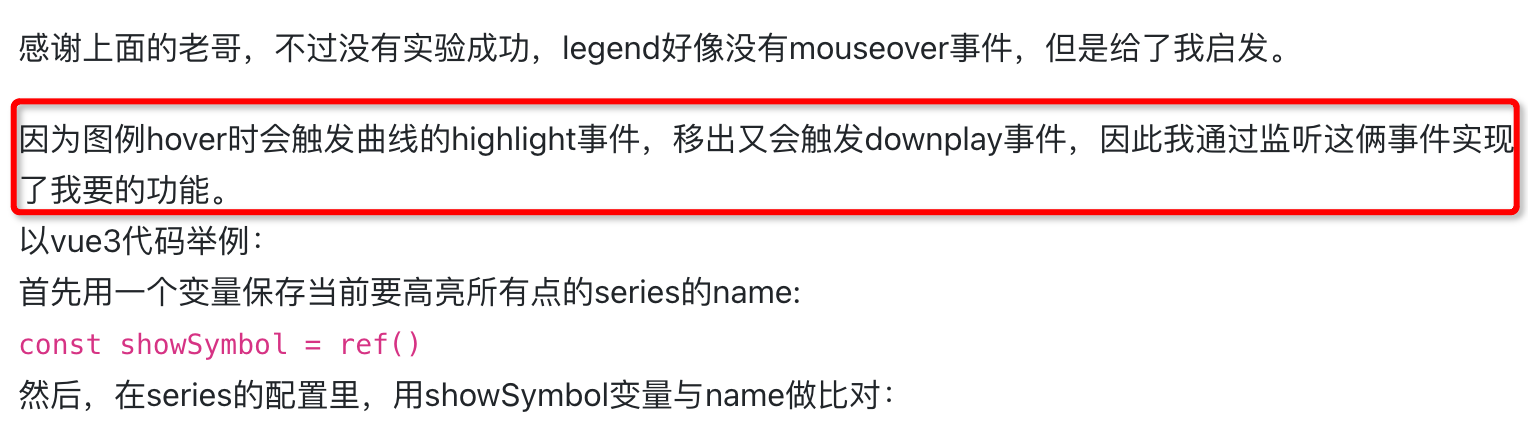 感谢上面的老哥，不过没有实验成功，legend好像没有mouseover事件，但是给了我启发。
因为图例hover时会触发曲线的highlight事件，移出又会触发downplay事件，因此我通过监听这俩事件实现
了我要的功能。
以vue3代码举例：
首先用一个变量保存当前要高亮所有点的series的name:
const showSymbol = ref()
然后，在series的配置里，用showSymbol变量与name做比对：